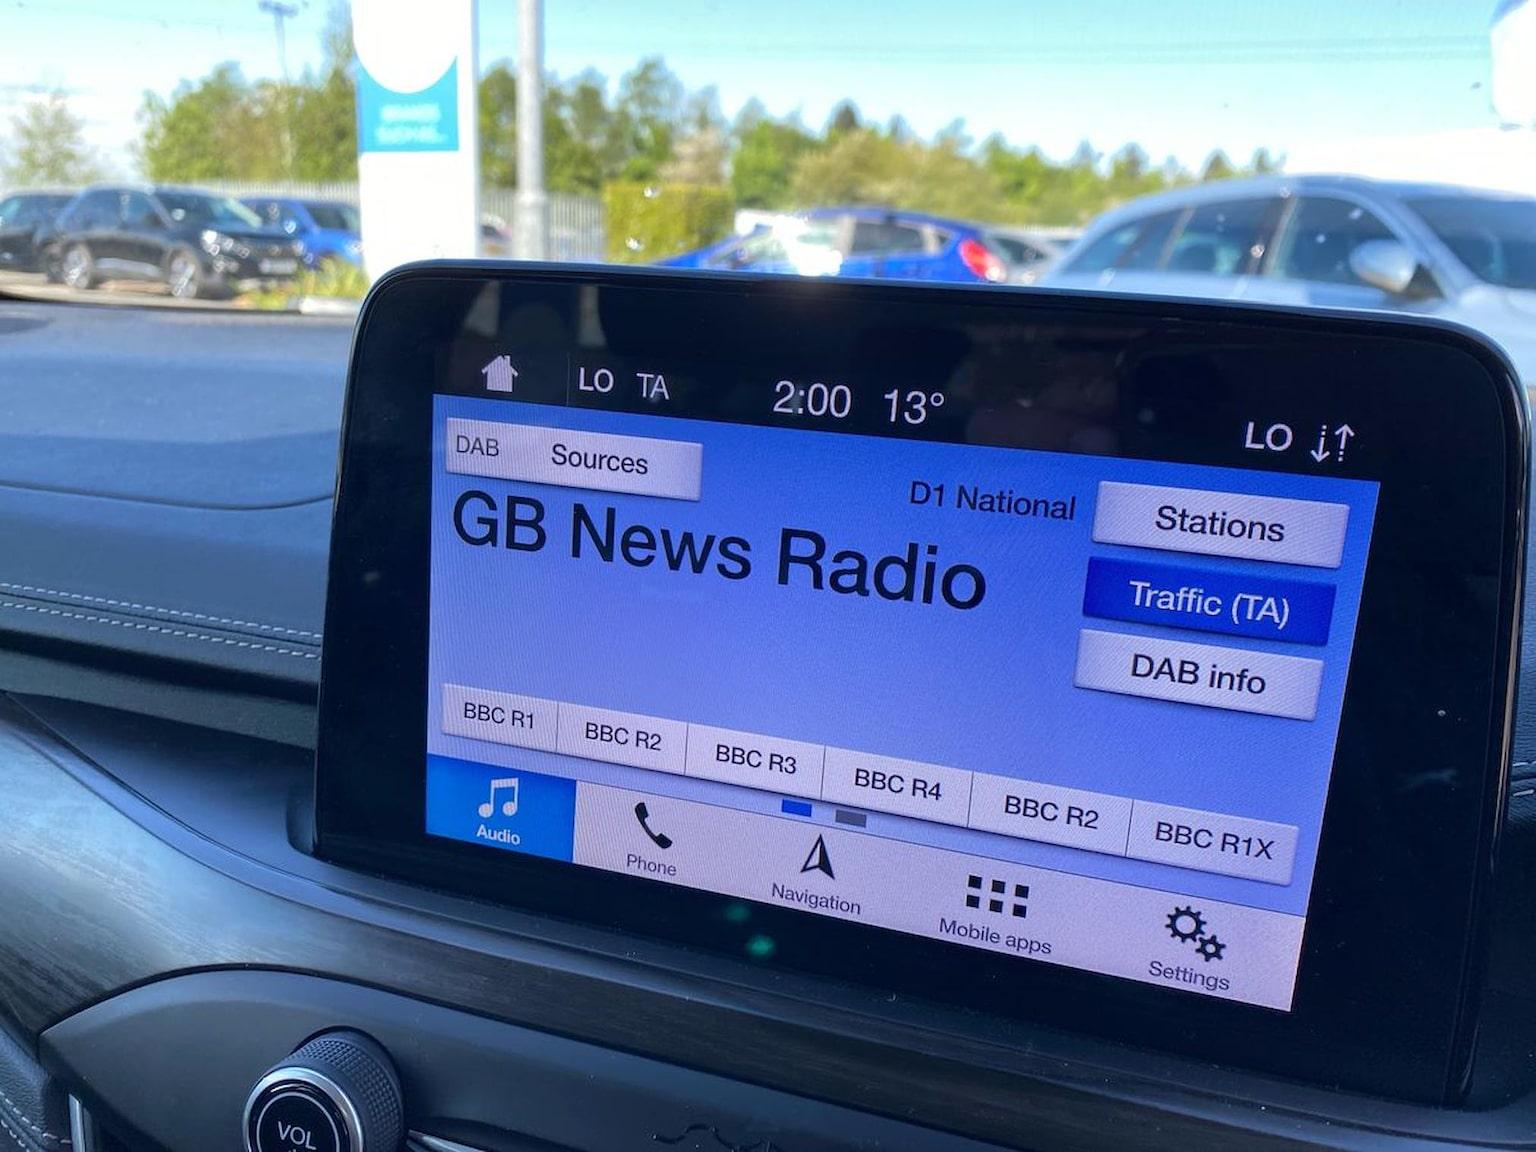 LO TA 2:00 13° LO
DAB Sources
D1 National
Stations
GB News Radio
Traffic (TA)
DAB info
BBC R1 BBC R2 BBC R3 BBC R4 BBC R2 BBC R1X
Audio Phone Navigation Mobile apps Settings
VOL